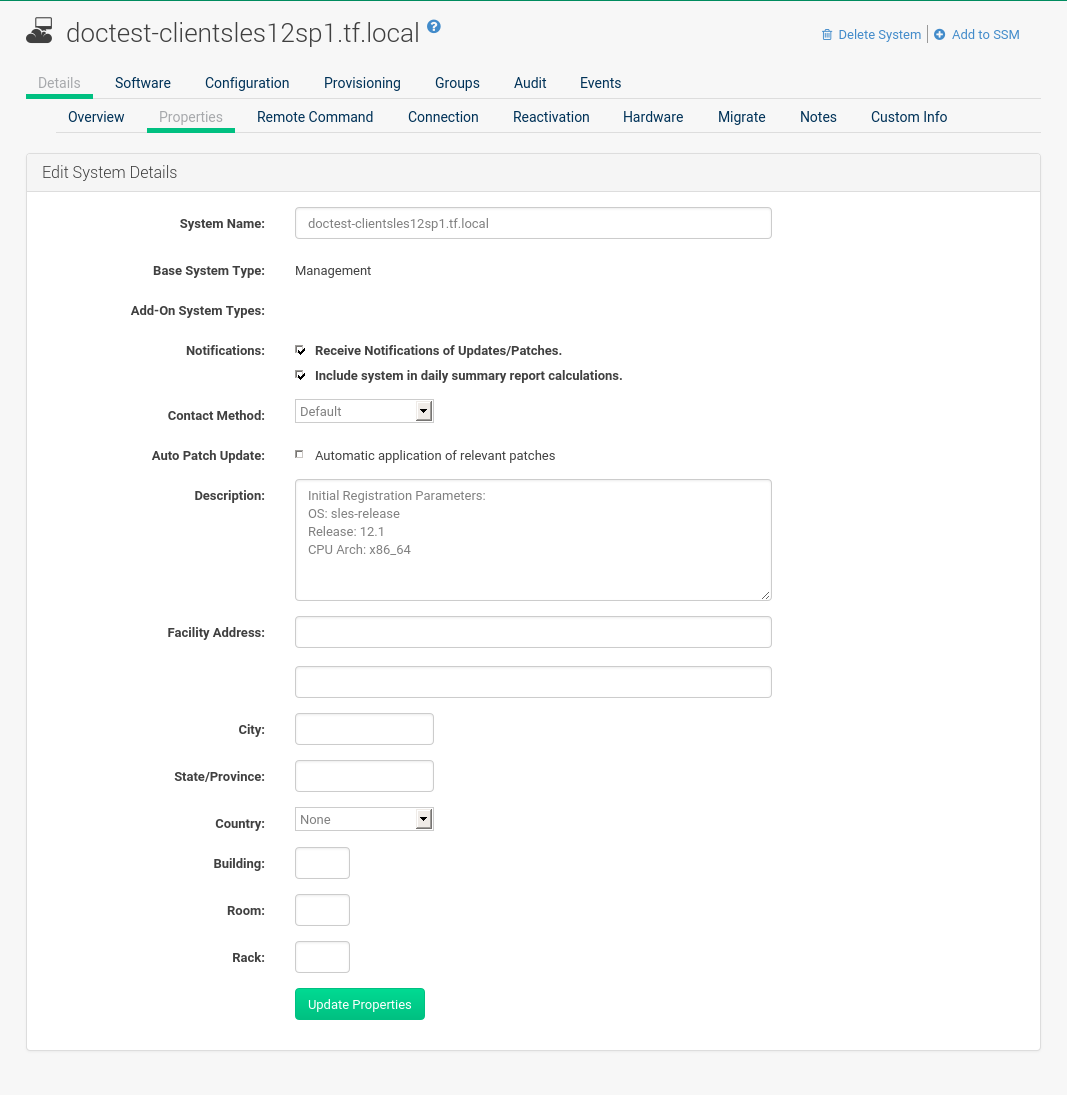 doctest-clientsles12sp1.tf.local ?
Delete System Add to SSM
Details Software Configuration Provisioning Groups Audit Events
Overview Properties Remote Command Connection Reactivation Hardware Migrate Notes Custom Info
Edit System Details
System Name: doctest-clientsles12sp1.tf.local
Base System Type: Management
Add-On System Types:
Notifications: Receive Notifications of Updates/Patches.
Include system in daily summary report calculations.
Contact Method: Default
Auto Patch Update: Automatic application of relevant patches
Description: Initial Registration Parameters:
OS: sles-release
Release: 12.1
CPU Arch: x86_64
Facility Address:
City:
State/Province:
Country: None
Building:
Room:
Rack:
Update Properties